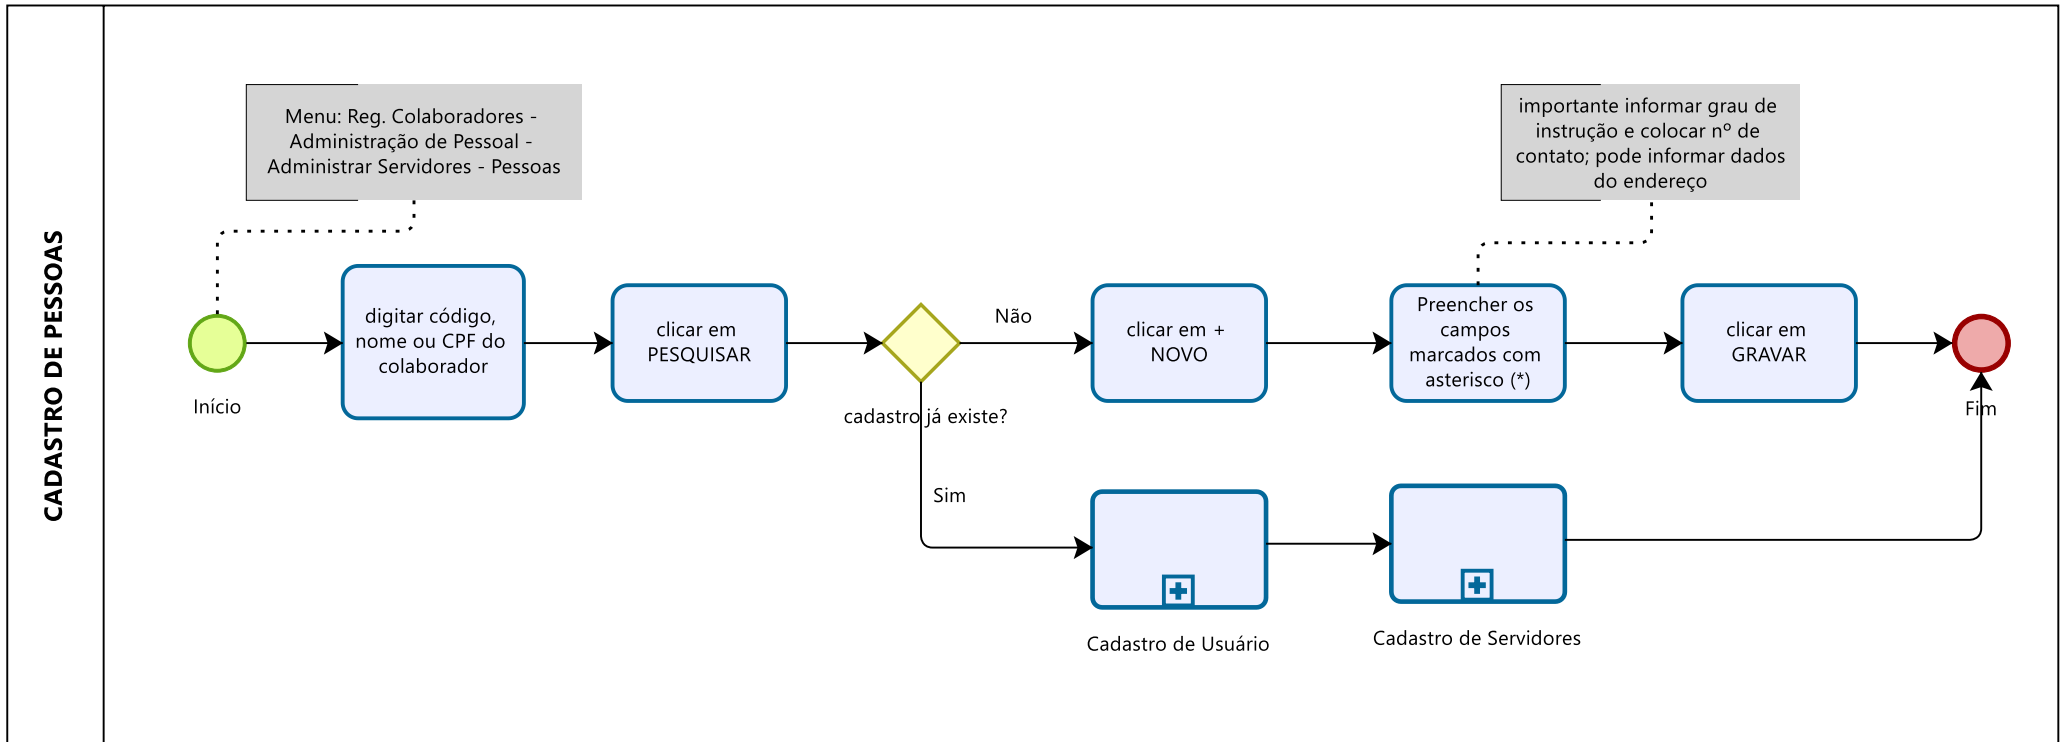 CADASTRO DE PESSOAS
Menu: Reg. Colaboradores -
Administração de Pessoal -
Administrar Servidores - Pessoas
importante informar grau de
instrução e colocar nº de
contato; pode informar dados
do endereço
Início
digitar código,
nome ou CPF do
colaborador
clicar em
PESQUISAR
cadastro já existe?
Não
clicar em +
NOVO
Preencher os
campos
marcados com
asterisco (*)
clicar em
GRAVAR
Fim
Sim
Cadastro de Usuário
Cadastro de Servidores